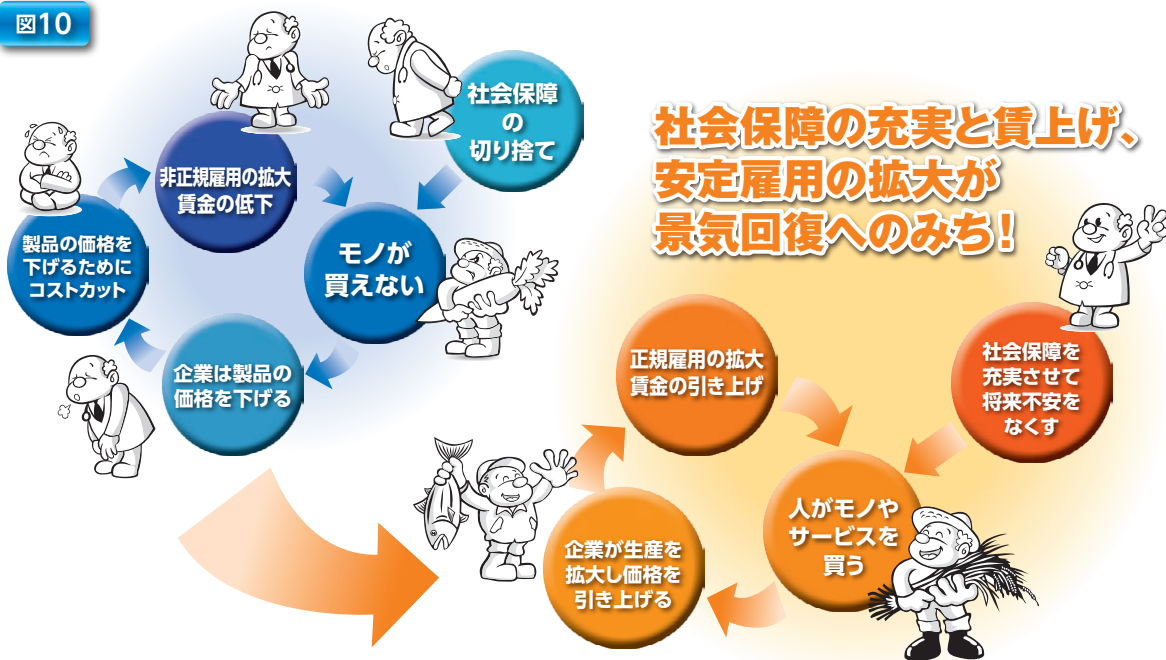 図10
社会保障
の
切り捨て
非正規雇用の拡大
賃金の低下
モノが
買えない
製品の価格を
下げるために
コストカット
企業は製品の
価格を下げる
社会保障の充実と賃上げ、
安定雇用の拡大が
景気回復へのみち！
正規雇用の拡大
賃金の引き上げ
社会保障を
充実させて
将来不安を
なくす
人がモノや
サービスを
買う
企業が生産を
拡大し価格を
引き上げる